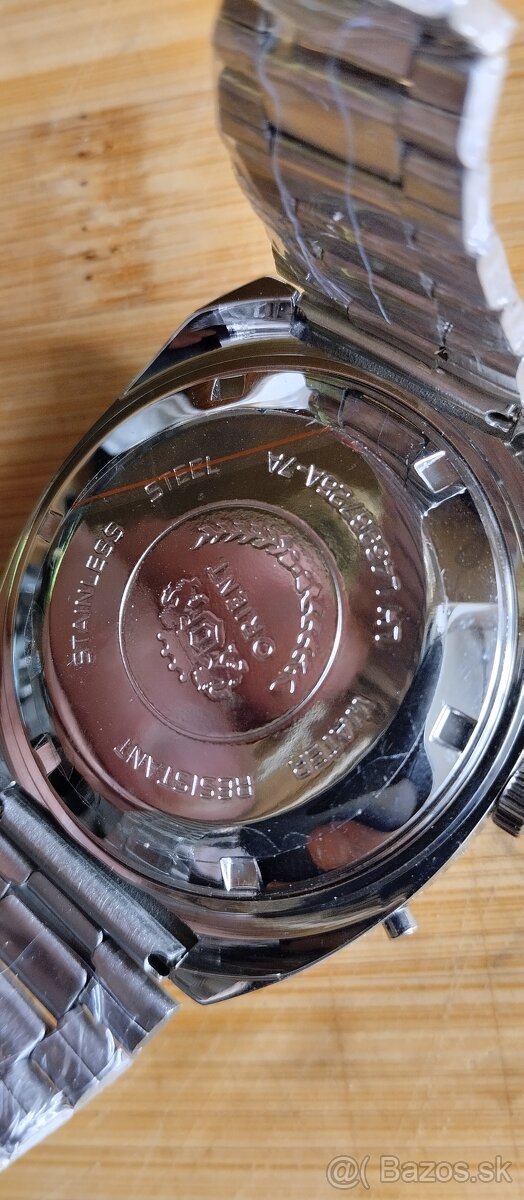 STAINLESS STEEL
WATER RESISTANT
ORIENT
@( Bazos.sk